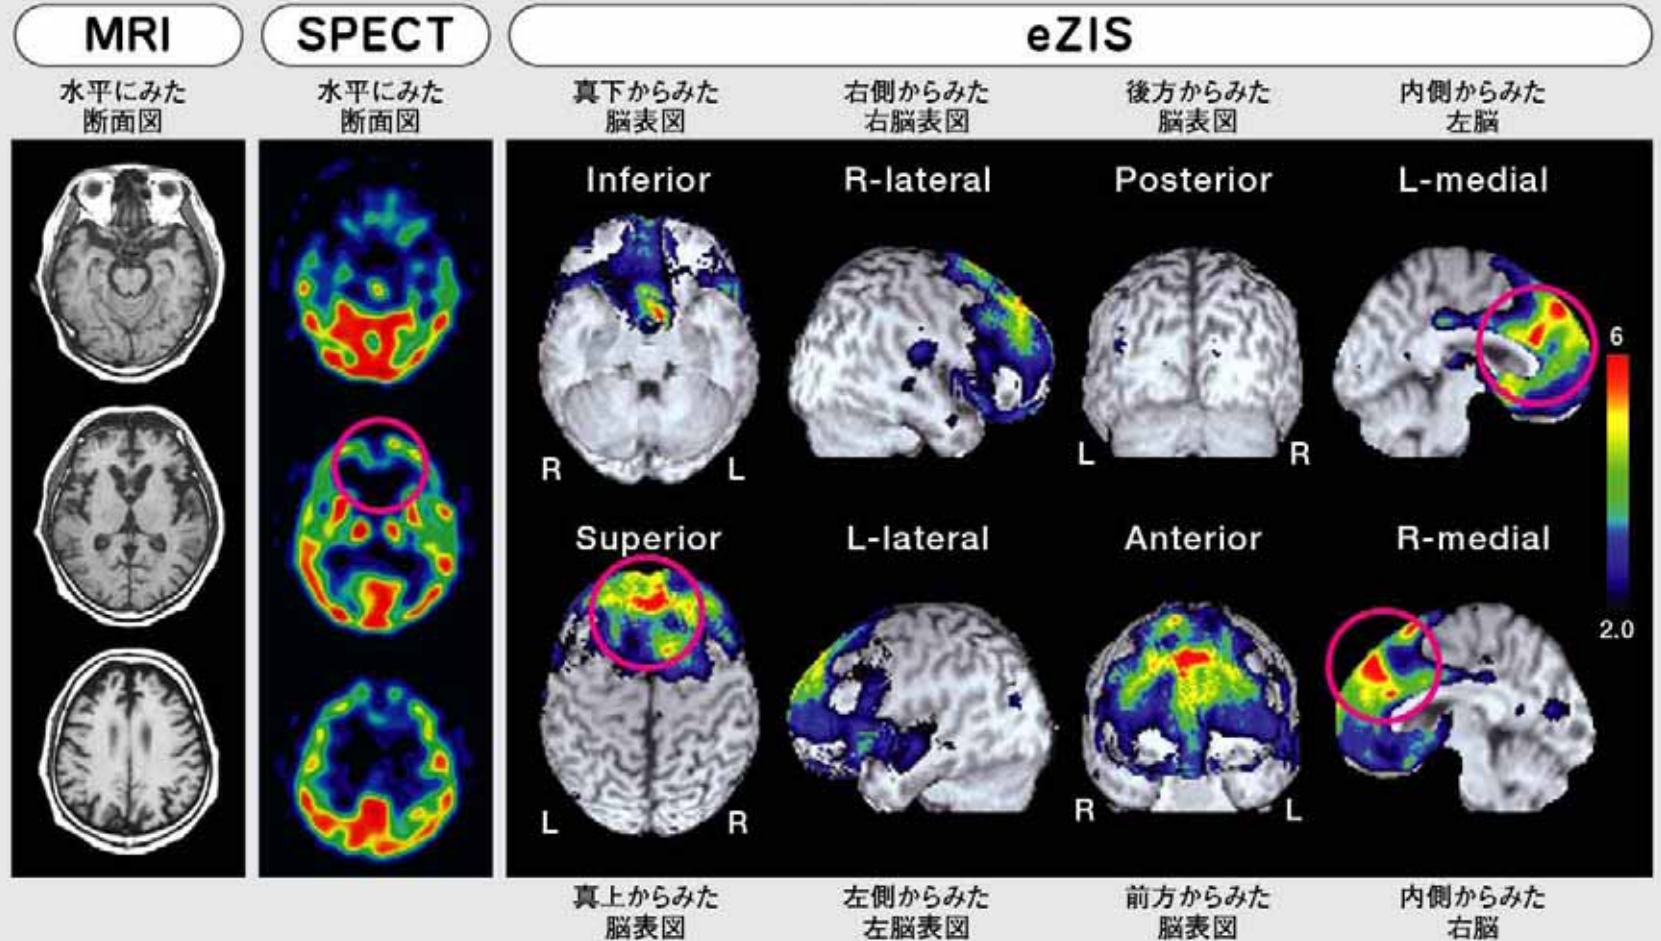 MRI
SPECT
eZIS
水平にみた
断面図
水平にみた
断面図
真下からみた
脳表図
右側からみた
右脳表図
後方からみた
脳表図
内側からみた
左脳
Inferior
R-lateral
Posterior
L-medial
6
R
L
L
R
Superior
L-lateral
Anterior
R-medial
2.0
L
R
R
L
真上からみた
脳表図
左側からみた
左脳表図
前方からみた
脳表図
内側からみた
右脳